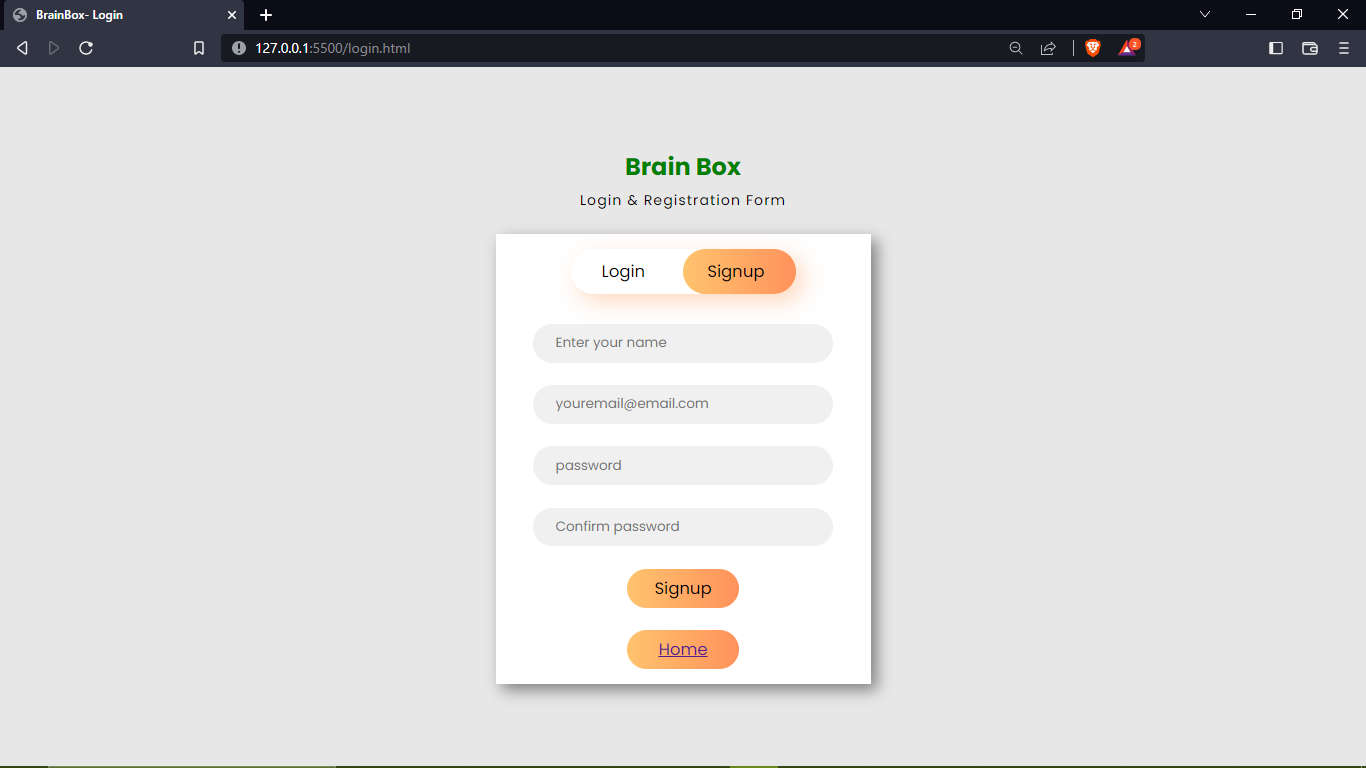 BrainBox- Login
127.0.0.1:5500/login.html
2
Brain Box
Login & Registration Form
Login Signup
Enter your name
youremail@email.com
password
Confirm password
Signup
Home